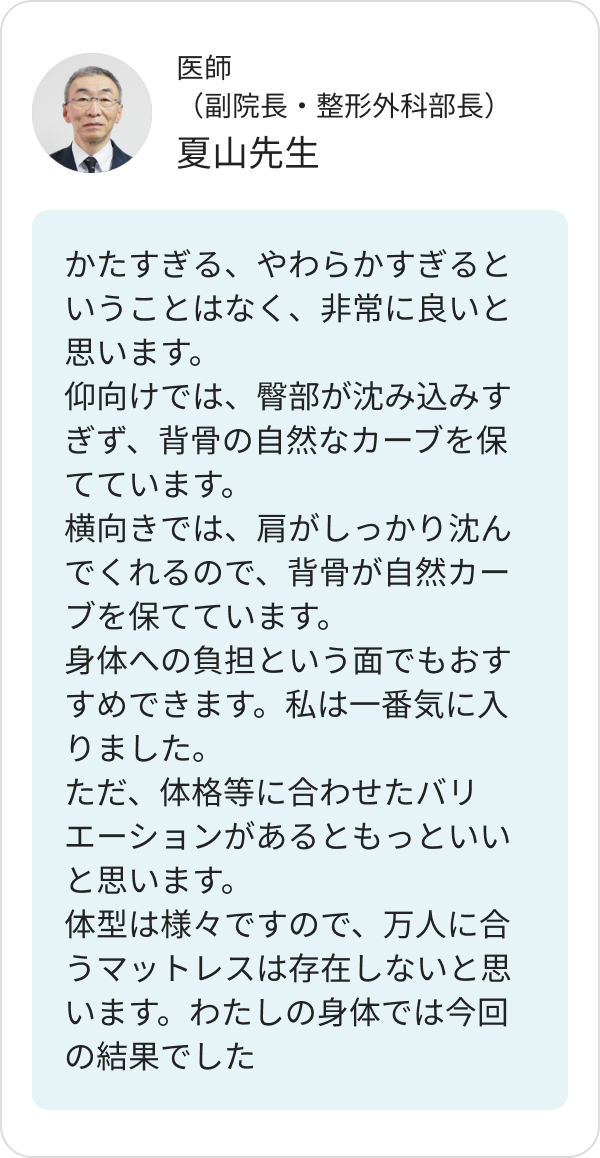 医師
（副院長・整形外科部長）
夏山先生
かたすぎる、やわらかすぎると
いうことはなく、非常に良いと
思います。
仰向けでは、臀部が沈み込みす
ぎず、背骨の自然なカーブを保
てています。
横向きでは、肩がしっかり沈ん
でくれるので、背骨が自然カー
ブを保てています。
身体への負担という面でもおす
すめできます。私は一番気に入
りました。
ただ、体格等に合わせたバリ
エーションがあるともっといい
と思います。
体型は様々ですので、万人に合
うマットレスは存在しないと思
います。わたしの身体では今回
の結果でした